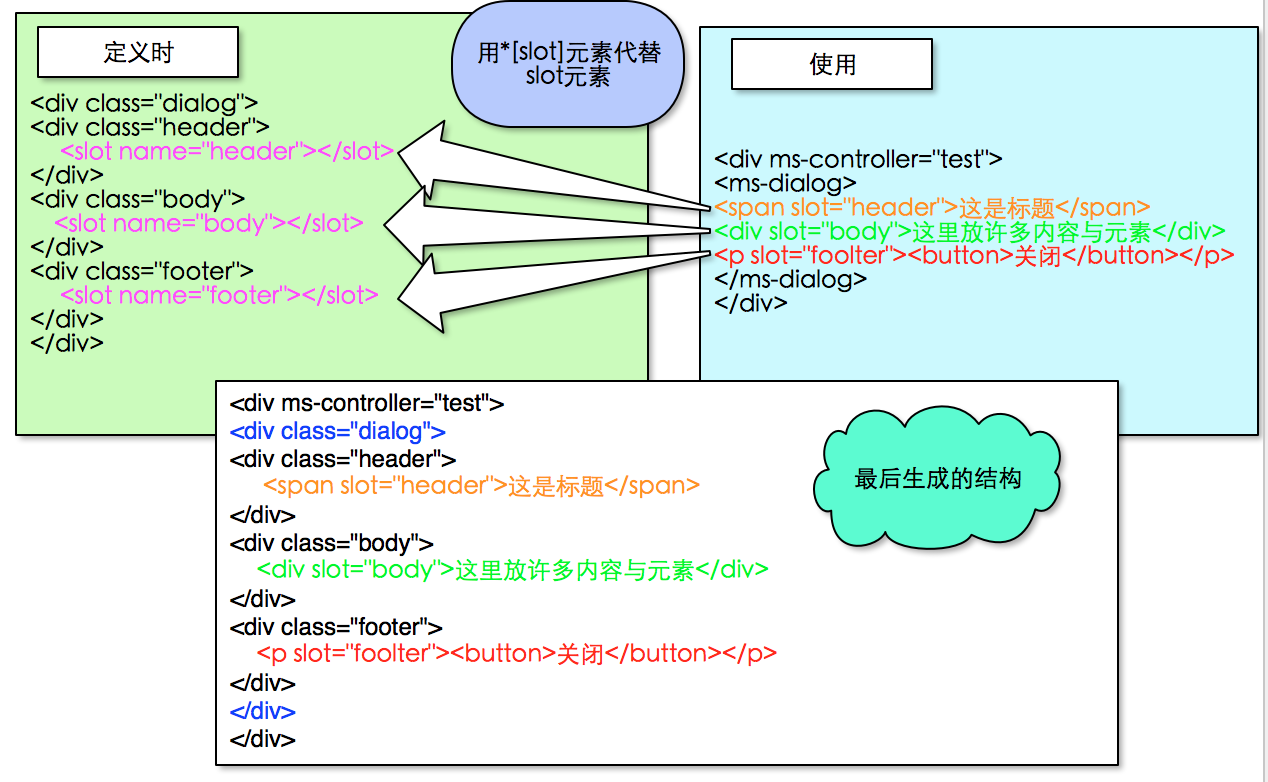 定义时
<div class="dialog">
<div class="header">
<slot name="header"></slot>
</div>
<div class="body">
<slot name="body"></slot>
</div>
<div class="footer">
<slot name="footer"></slot>
</div>
</div>
用*[slot]元素代替
slot元素
使用
<div ms-controller="test">
<ms-dialog>
<span slot="header">这是标题</span>
<div slot="body">这里放许多内容与元素</div>
<p slot="foolter"><button>关闭</button></p>
</ms-dialog>
</div>
<div ms-controller="test">
<div class="dialog">
<div class="header">
<span slot="header">这是标题</span>
</div>
<div class="body">
<div slot="body">这里放许多内容与元素</div>
</div>
<div class="footer">
<p slot="foolter"><button>关闭</button></p>
</div>
</div>
</div>
最后生成的结构